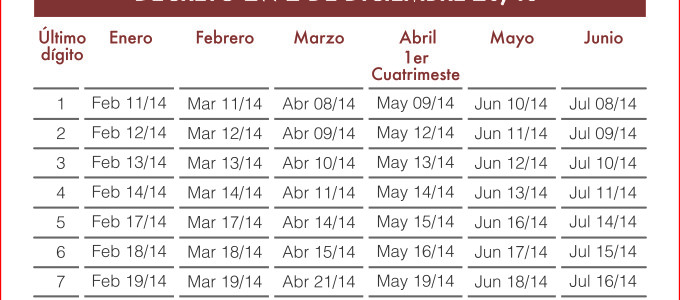 Último Enero Febrero Marzo Abril Mayo Junio
dígito 1er
Cuatrimeste
1 Feb 11/14 Mar 11/14 Abr 08/14 May 09/14 Jun 10/14 Jul 08/14
2 Feb 12/14 Mar 12/14 Abr 09/14 May 12/14 Jun 11/14 Jul 09/14
3 Feb 13/14 Mar 13/14 Abr 10/14 May 13/14 Jun 12/14 Jul 10/14
4 Feb 14/14 Mar 14/14 Abr 11/14 May 14/14 Jun 13/14 Jul 11/14
5 Feb 17/14 Mar 17/14 Abr 14/14 May 15/14 Jun 16/14 Jul 14/14
6 Feb 18/14 Mar 18/14 Abr 15/14 May 16/14 Jun 17/14 Jul 15/14
7 Feb 19/14 Mar 19/14 Abr 21/14 May 19/14 Jun 18/14 Jul 16/14